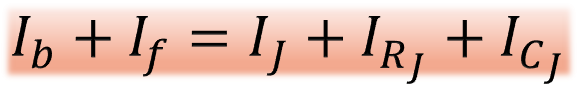 I_b + I_f = I_J + I_{R_J} + I_{C_J}